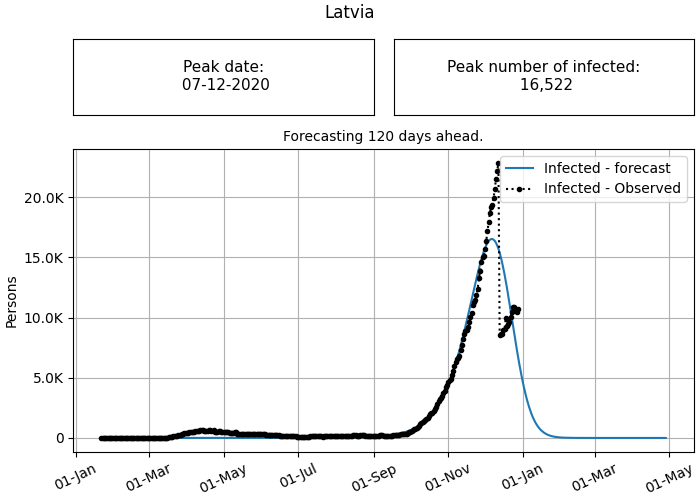 Latvia
Peak date:
07-12-2020
Peak number of infected:
16,522
Forecasting 120 days ahead.
Infected - forecast
Infected - Observed
20.0K
15.0K
10.0K
5.0K
0
Persons
01-Jan
01-Mar
01-May
01-Jul
01-Sep
01-Nov
01-Jan
01-Mar
01-May